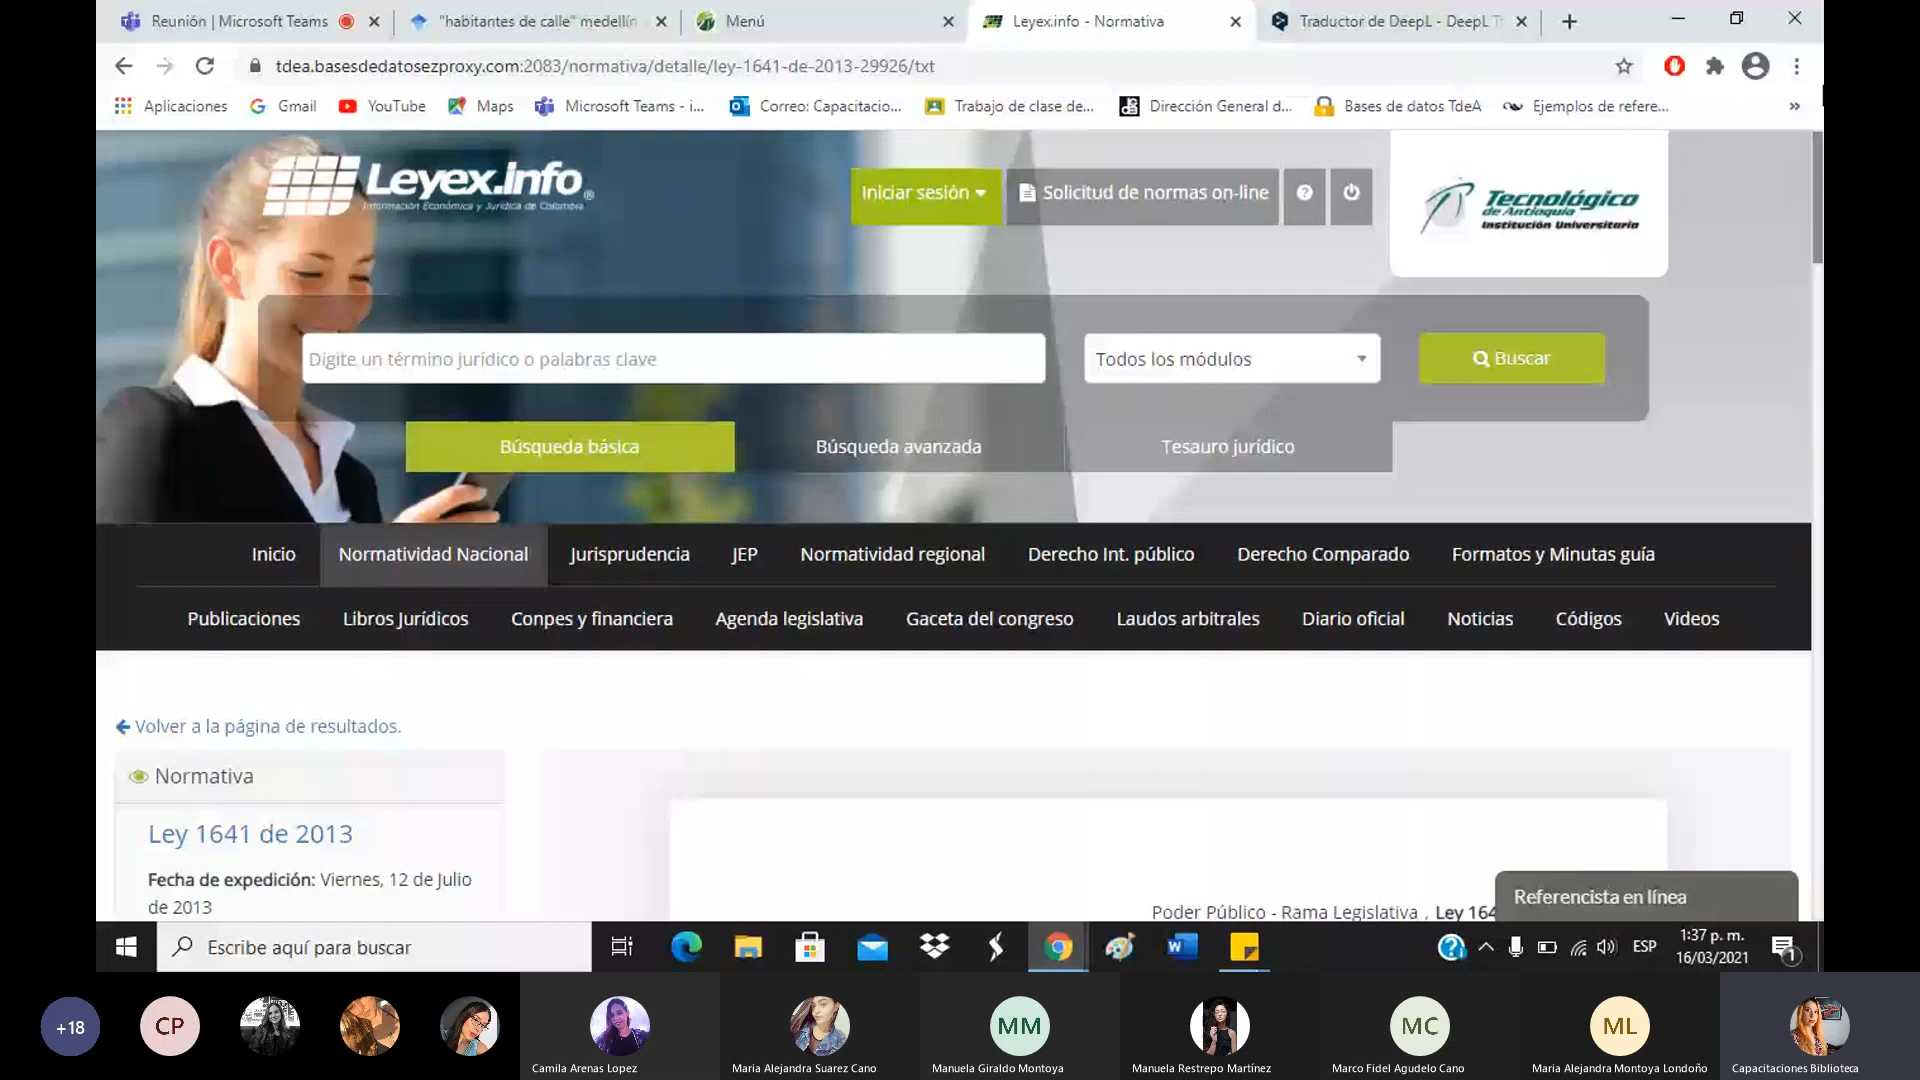 Reunión | Microsoft Teams
"habitantes de calle" medellín
Menú
Leyex.info - Normativa
Traductor de DeepL - DeepL T
tdea.basesdedatosezproxy.com:2083/normativa/detalle/ley-1641-de-2013-29926/txt
Aplicaciones
Gmail
YouTube
Maps
Microsoft Teams - i...
Correo: Capacitacio...
Trabajo de clase de...
Dirección General d...
Bases de datos TdeA
Ejemplos de refere...
»
Leyex.info®
Información Económica y Jurídica de Colombia.
Iniciar sesión
Solicitud de normas on-line
Tecnológico
de Antioquia
Institución Universitaria
Digite un término jurídico o palabras clave
Todos los módulos
Buscar
Búsqueda básica
Búsqueda avanzada
Tesauro jurídico
Inicio
Normatividad Nacional
Jurisprudencia
JEP
Normatividad regional
Derecho Int. público
Derecho Comparado
Formatos y Minutas guía
Publicaciones
Libros Jurídicos
Conpes y financiera
Agenda legislativa
Gaceta del congreso
Laudos arbitrales
Diario oficial
Noticias
Códigos
Videos
Volver a la página de resultados.
Normativa
Ley 1641 de 2013
Fecha de expedición: Viernes, 12 de Julio
de 2013
Poder Público - Rama Legislativa , Ley 164
Referencista en línea
Escribe aquí para buscar
ESP
1:37 p. m.
16/03/2021
1
+18
CP
MM
MC
ML
Camila Arenas Lopez
Maria Alejandra Suarez Cano
Manuela Giraldo Montoya
Manuela Restrepo Martínez
Marco Fidel Agudelo Cano
Maria Alejandra Montoya Londoño
Capacitaciones Biblioteca